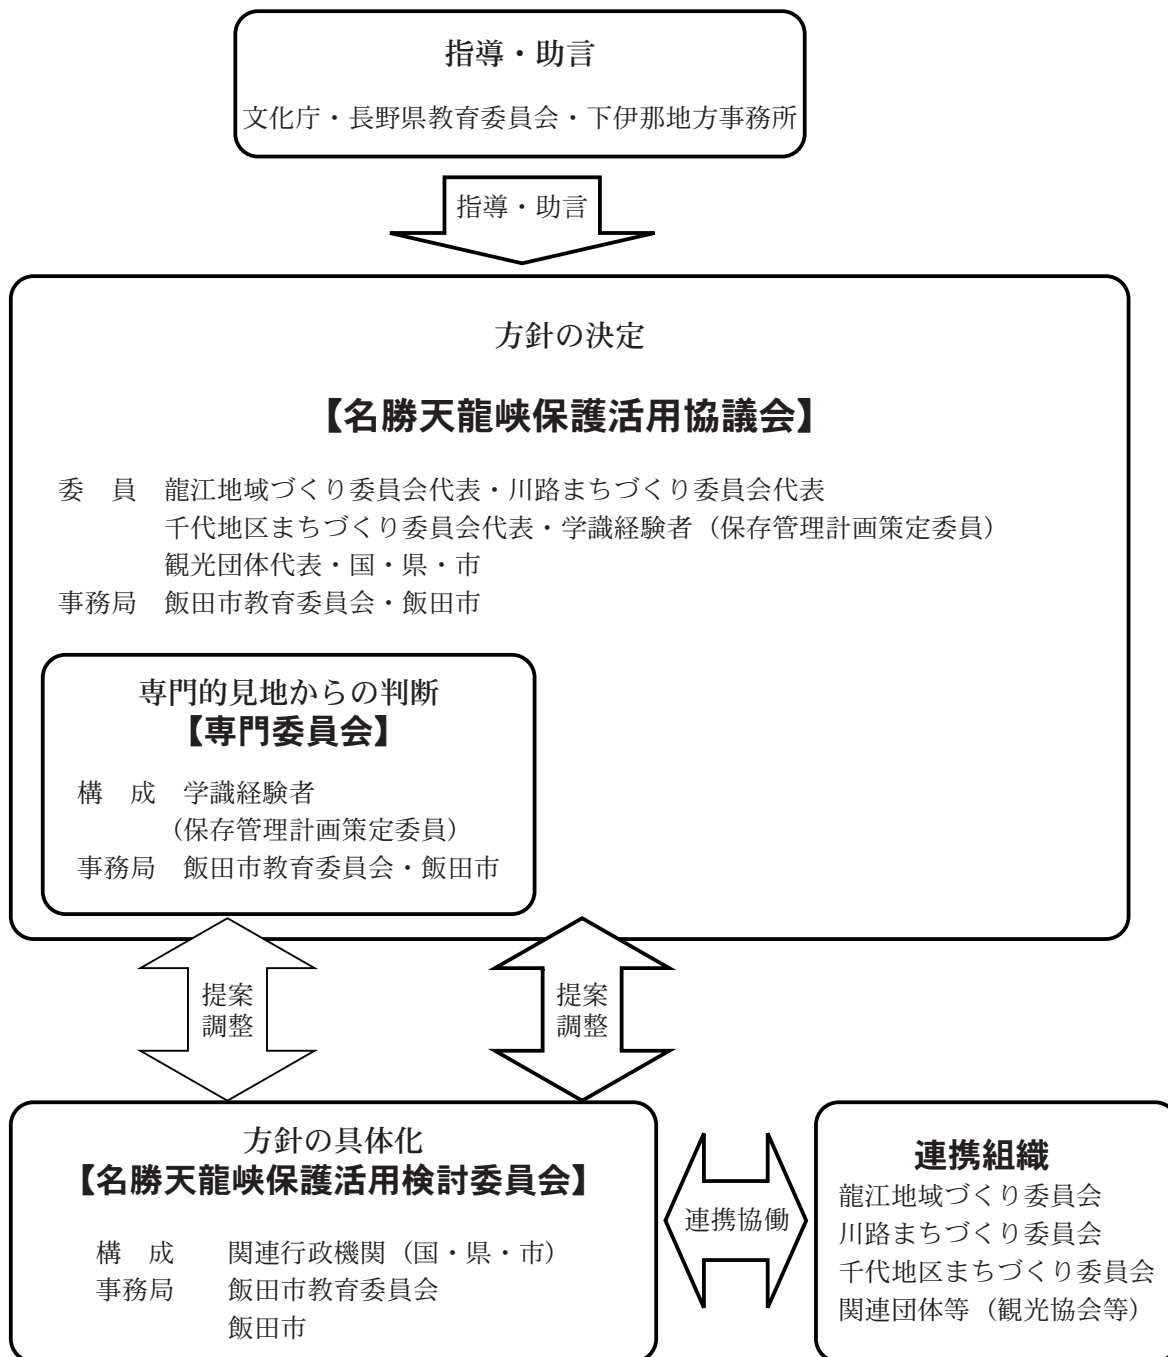 指導・助言
文化庁・長野県教育委員会・下伊那地方事務所
指導・助言
方針の決定
【名勝天龍峡保護活用協議会】
委　員　龍江地域づくり委員会代表・川路まちづくり委員会代表
千代地区まちづくり委員会代表・学識経験者（保存管理計画策定委員）
観光団体代表・国・県・市
事務局　飯田市教育委員会・飯田市
専門的見地からの判断
【専門委員会】
構　成　学識経験者
（保存管理計画策定委員）
事務局　飯田市教育委員会・飯田市
提案
調整
提案
調整
方針の具体化
【名勝天龍峡保護活用検討委員会】
構　成　関連行政機関（国・県・市）
事務局　飯田市教育委員会
飯田市
連携協働
連携組織
龍江地域づくり委員会
川路まちづくり委員会
千代地区まちづくり委員会
関連団体等（観光協会等）